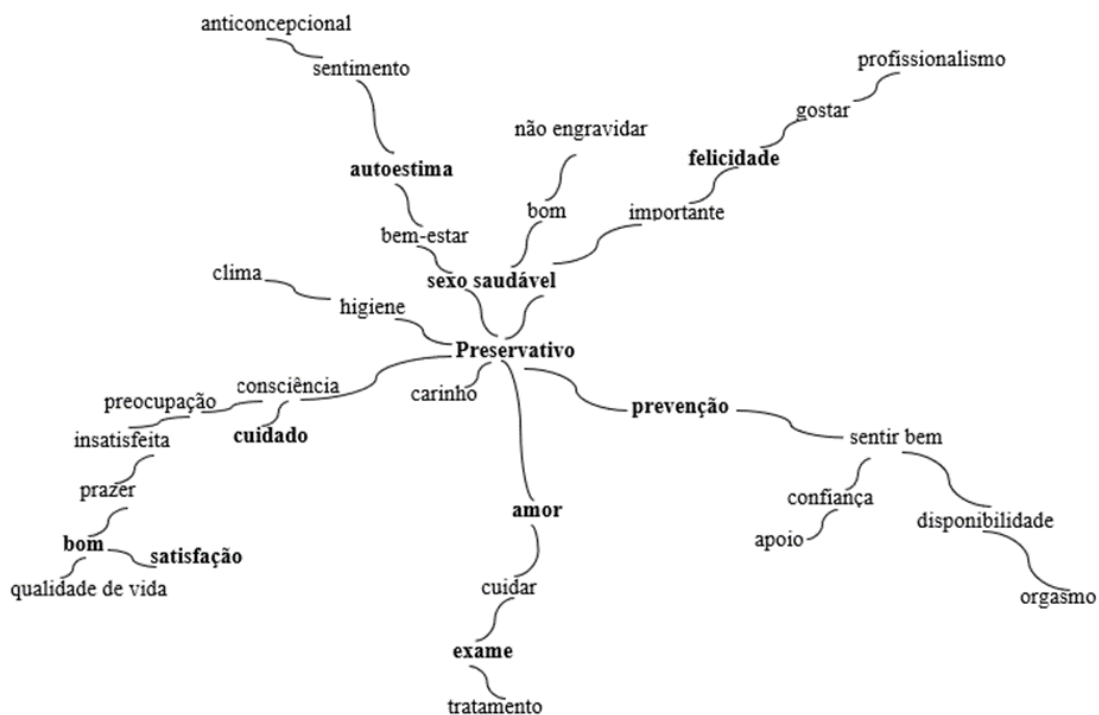 anticoncepcional
profissionalismo
sentimento
gostar
não engravidar
felicidade
autoestima
bom
importante
bem-estar
clima
sexo saudável
higiene
Preservativo
consciência
carinho
preocupação
prevenção
insatisfeita
cuidado
sentir bem
prazer
confiança
amor
disponibilidade
bom
apoio
satisfação
qualidade de vida
cuidar
orgasmo
exame
tratamento